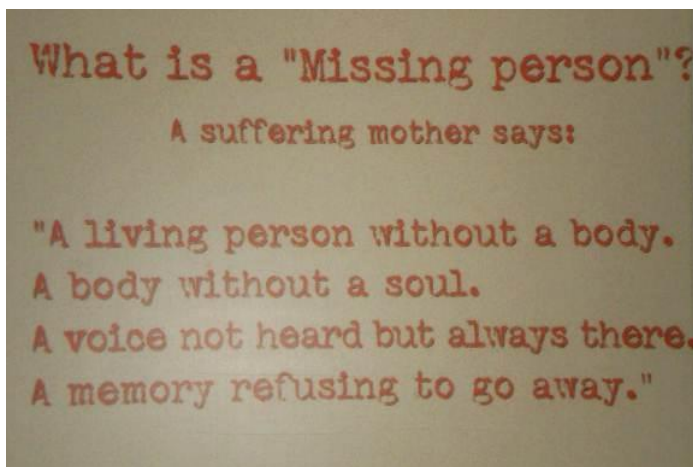 What is a "Missing person"?
A suffering mother says:
"A living person without a body.
A body without a soul.
A voice not heard but always there.
A memory refusing to go away."